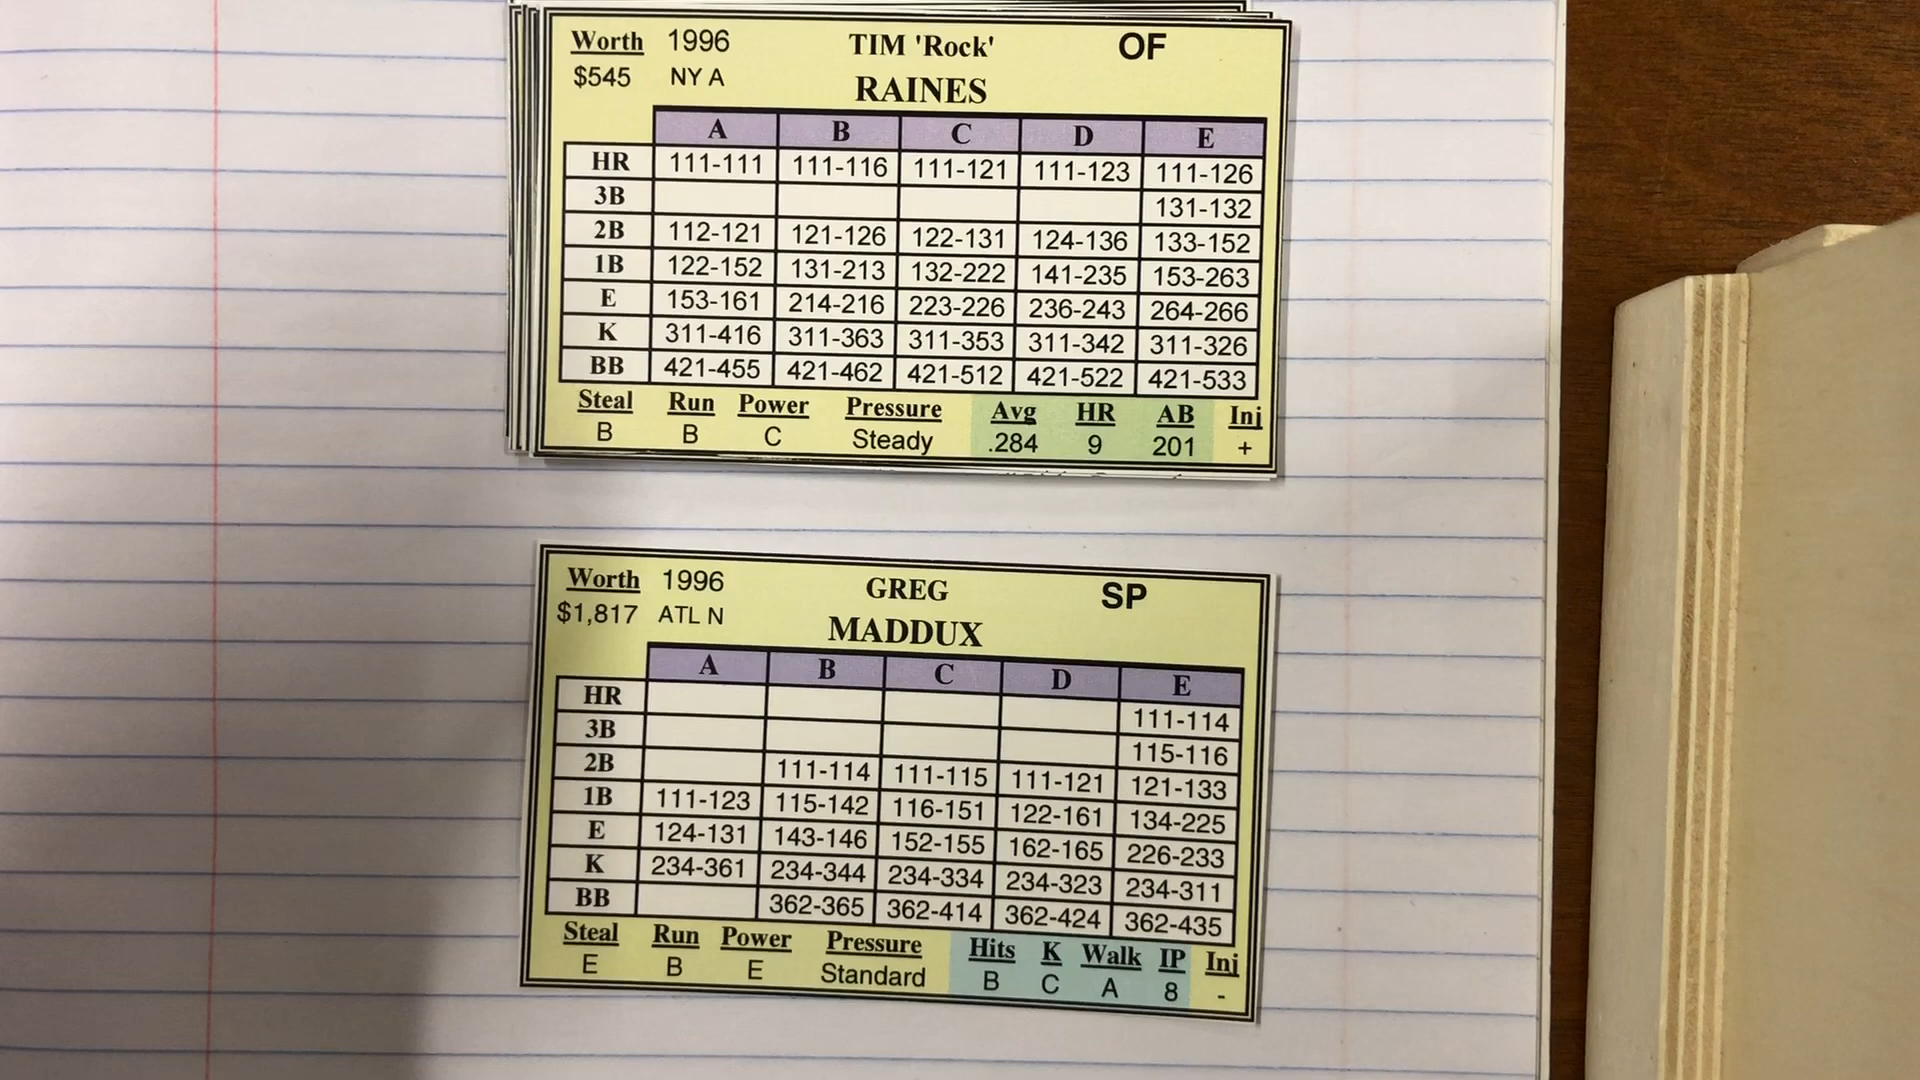 Worth 1996 TIM 'Rock' OF
$545 NY A RAINES
A B C D E
HR 111-111 111-116 111-121 111-123 111-126
3B 131-132
2B 112-121 121-126 122-131 124-136 133-152
1B 122-152 131-213 132-222 141-235 153-263
E 153-161 214-216 223-226 236-243 264-266
K 311-416 311-363 311-353 311-342 311-326
BB 421-455 421-462 421-512 421-522 421-533
Steal Run Power Pressure Avg HR AB Inj
B B C Steady .284 9 201 +
Worth 1996 GREG SP
$1,817 ATL N MADDUX
A B C D E
HR 111-114
3B 115-116
2B 111-114 111-115 111-121 121-133
1B 111-123 115-142 116-151 122-161 134-225
E 124-131 143-146 152-155 162-165 226-233
K 234-361 234-344 234-334 234-323 234-311
BB 362-365 362-414 362-424 362-435
Steal Run Power Pressure Hits K Walk IP Inj
E B E Standard B C A 8 -